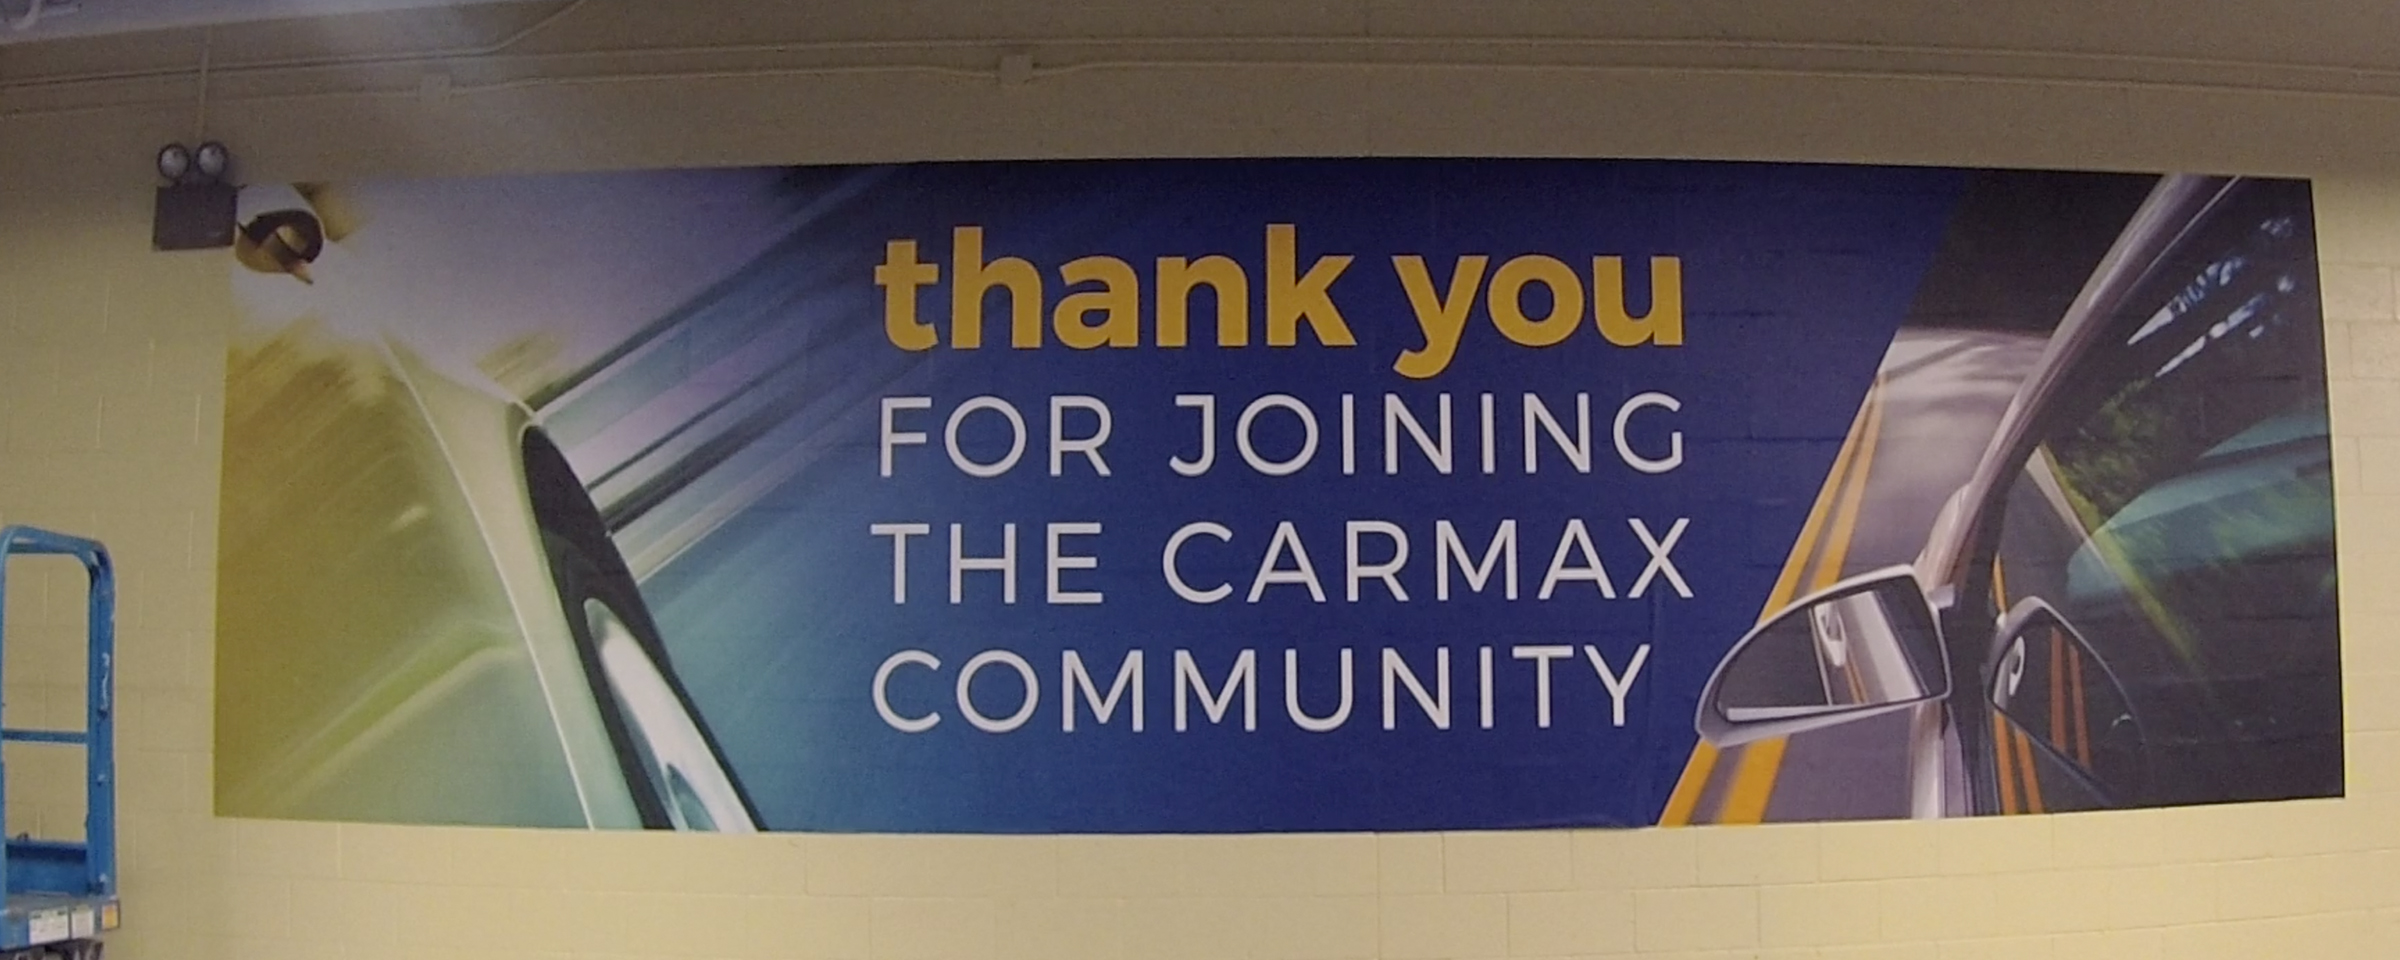 thank you
FOR JOINING
THE CARMAX
COMMUNITY